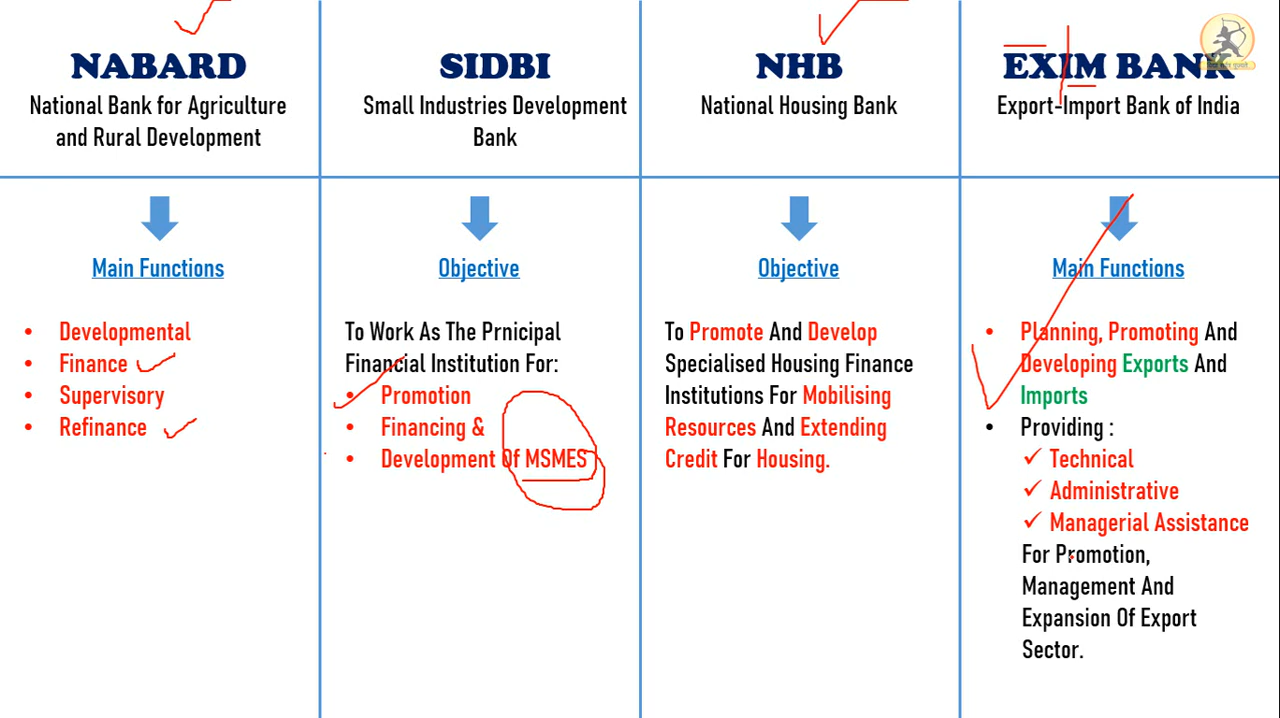 NABARD
National Bank for Agriculture
and Rural Development
SIDBI
Small Industries Development
Bank
NHB
National Housing Bank
EXIM BANK
Export-Import Bank of India
Main Functions
• Developmental
• Finance
• Supervisory
• Refinance
Objective
To Work As The Prnicipal
Financial Institution For:
• Promotion
• Financing &
• Development Of MSMES
Objective
To Promote And Develop
Specialised Housing Finance
Institutions For Mobilising
Resources And Extending
Credit For Housing.
Main Functions
• Planning, Promoting And
Developing Exports And
Imports
• Providing :
✓ Technical
✓ Administrative
✓ Managerial Assistance
For Promotion,
Management And
Expansion Of Export
Sector.